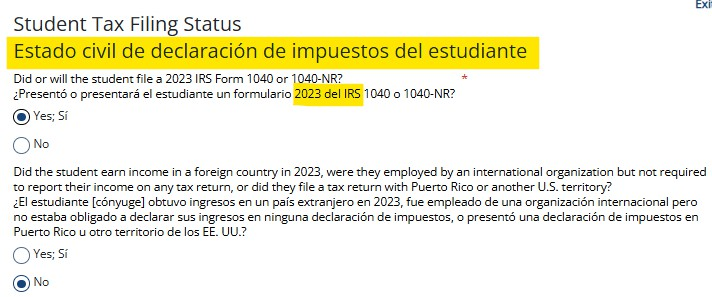 Exi
Student Tax Filing Status
Estado civil de declaración de impuestos del estudiante
Did or will the student file a 2023 IRS Form 1040 or 1040-NR? *
¿Presentó o presentará el estudiante un formulario 2023 del IRS 1040 o 1040-NR?
Yes; Sí
No
Did the student earn income in a foreign country in 2023, were they employed by an international organization but not required
to report their income on any tax return, or did they file a tax return with Puerto Rico or another U.S. territory?
¿El estudiante [cónyuge] obtuvo ingresos en un país extranjero en 2023, fue empleado de una organización internacional pero
no estaba obligado a declarar sus ingresos en ninguna declaración de impuestos, o presentó una declaración de impuestos en
Puerto Rico u otro territorio de los EE. UU.?
Yes; Sí
No